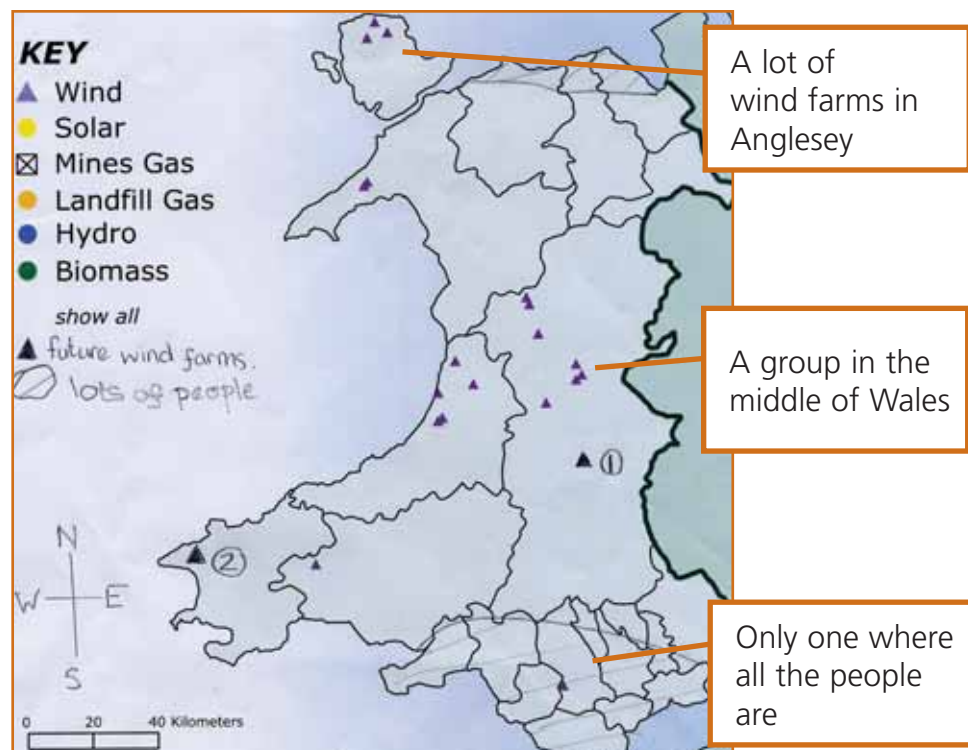 KEY
Wind
Solar
Mines Gas
Landfill Gas
Hydro
Biomass
show all
future wind farms.
lots of people
N
W E
S
0 20 40 Kilometers
①
②
A lot of
wind farms in
Anglesey
A group in the
middle of Wales
Only one where
all the people
are